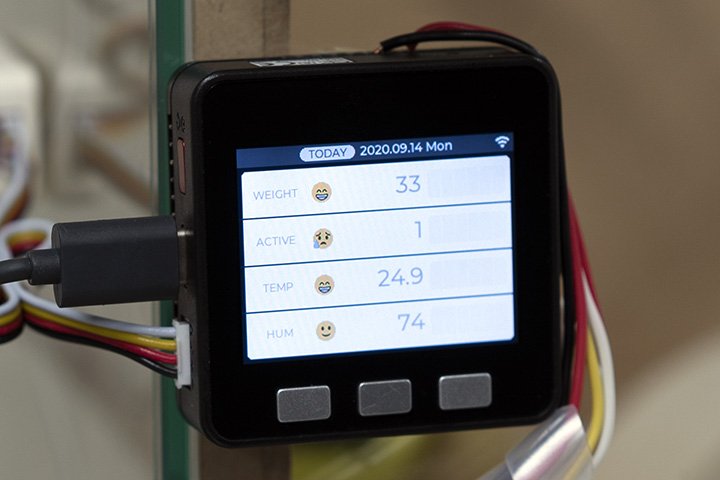 TODAY 2020.09.14 Mon
WEIGHT 33
ACTIVE 1
TEMP 24.9
HUM 74